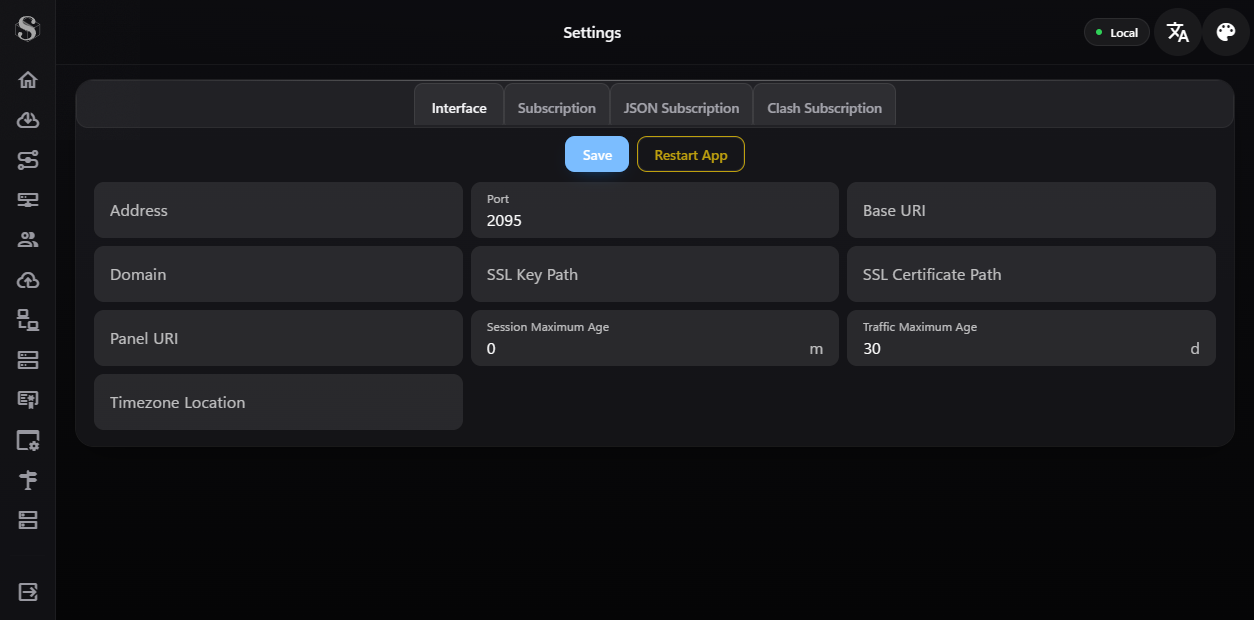 Settings
Local
Interface
Subscription
JSON Subscription
Clash Subscription
Save
Restart App
Address
Port
2095
Base URI
Domain
SSL Key Path
SSL Certificate Path
Panel URI
Session Maximum Age
0 m
Traffic Maximum Age
30 d
Timezone Location